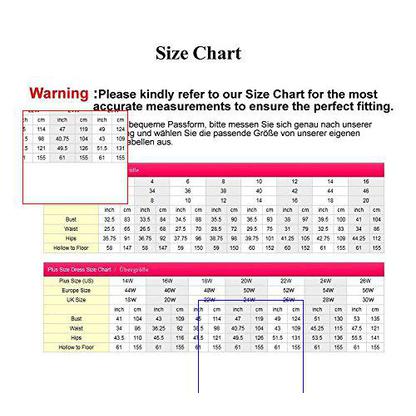 Size Chart
Warning :Please kindly refer to our Size Chart for the most
accurate measurements to ensure the perfect fitting.
bequeme Passform, bitte messen Sie sich genau nach unserer
ng und wählen Sie die passende Größe von unserer eigenen
abellen aus.
inch cm inch cm
5 114 47 119 49 124
5 97 104 43 109
.5 121 49.5 126 51.5 131
155 61 155 61 155
größe
4 6 8 10 12 14 16
34 36 38 40 42 44 46
8 10 12 14 16 18 20
inch cm inch cm inch cm inch cm inch cm inch cm inch cm inch cm
Bust 32.5 83 33.5 84 34.5 88 35.5 90 36.5 93 38 97 39.5 100 41 104
Waist 25.5 65 26.5 68 27.5 70 28.5 72 29.5 75 31 79 32.5 83 34 86
Hips 35.75 91 36.75 96 37.75 98 38.75 98 39.75 101 41.25 105 42.75 109 44.25 112
Hollow to Floor 58 147 58 147 59 150 59 150 60 152 60 152 61 155 61 155
Plus Size Dress Size Chart / Übergröße
Plus Size (US) 14W 16W 18W 20W 22W 24W 26W
Europe Size 44W 46W 48W 50W 52W 54W
UK Size 18W 20W 22W 24W 26W 28W 30W
inch cm inch cm inch cm inch cm inch cm inch cm inch cm
Bust 41 104 43 109 45 114 47 119 49 124 51 130 53 135
Waist 34 86 36.25 92 38.5 98 40.75 104 43 109 45.25 115 47.5 121
Hips 43.5 110 45.5 116 47.5 121 49.5 126 51.5 131 53.5 136 55.5 141
Hollow to Floor 61 155 61 155 61 155 61 155 61 155 61 155 61 155